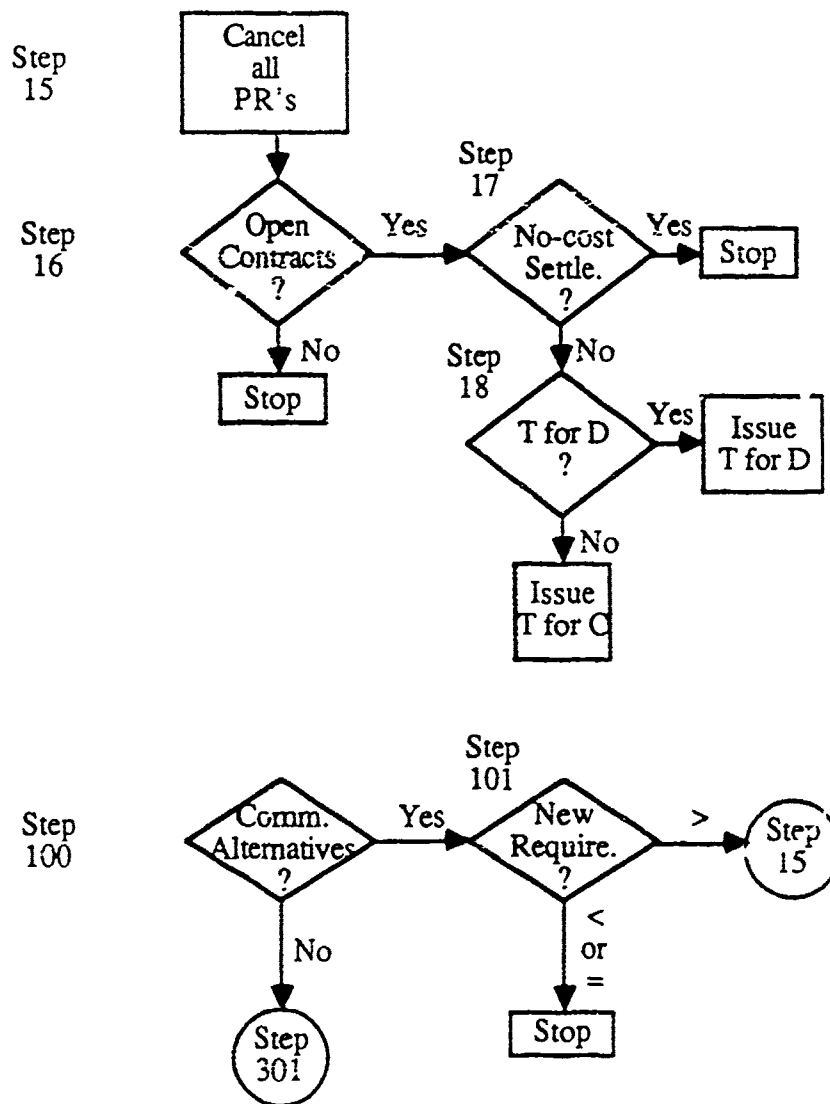 Step
15
Cancel
all
PR's
Step
16
Open
Contracts
?
Yes
Step
17
No-cost
Settle.
?
Yes
Stop
No
Stop
No
Step
18
T for D
?
Yes
Issue
T for D
No
Issue
T for C
Step
100
Comm.
Alternatives
?
Yes
Step
101
New
Require.
?
>
Step
15
No
Step
301
<
or
=
Stop